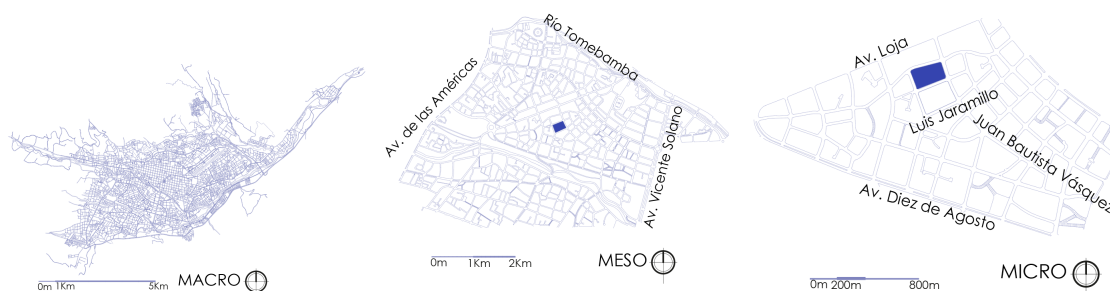 0m 1Km 5Km
MACRO
Río Tomebamba
Av. de las Américas
Av. Vicente Solano
0m 1Km 2Km
MESO
Av. Loja
Luis Jaramillo
Juan Bautista Vásquez
Av. Diez de Agosto
0m 200m 800m
MICRO